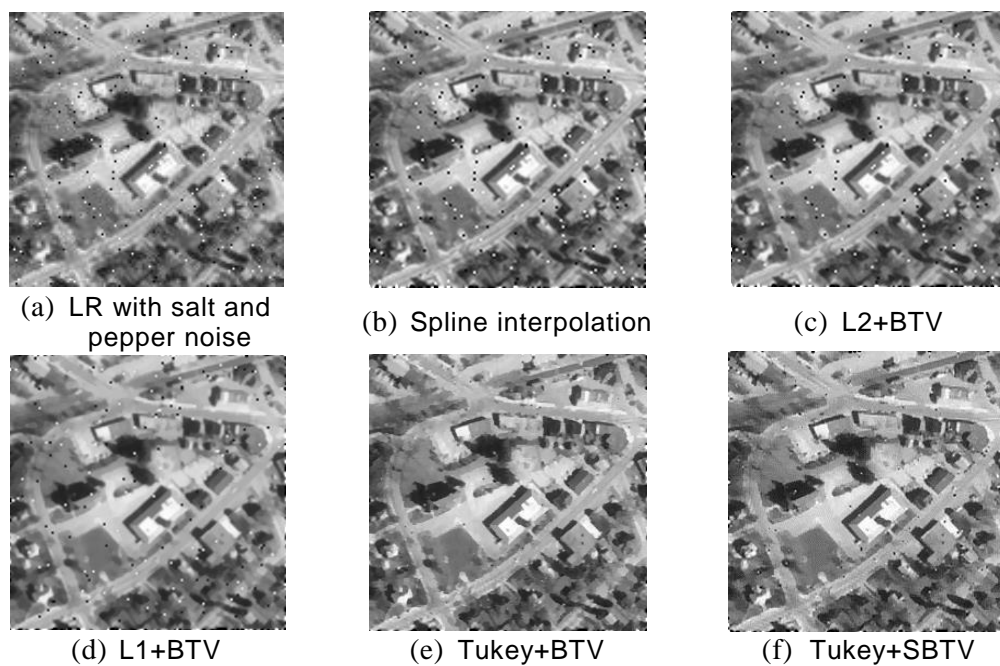 (a) LR with salt and
pepper noise
(b) Spline interpolation
(c) L2+BTV
(d) L1+BTV
(e) Tukey+BTV
(f) Tukey+SBTV